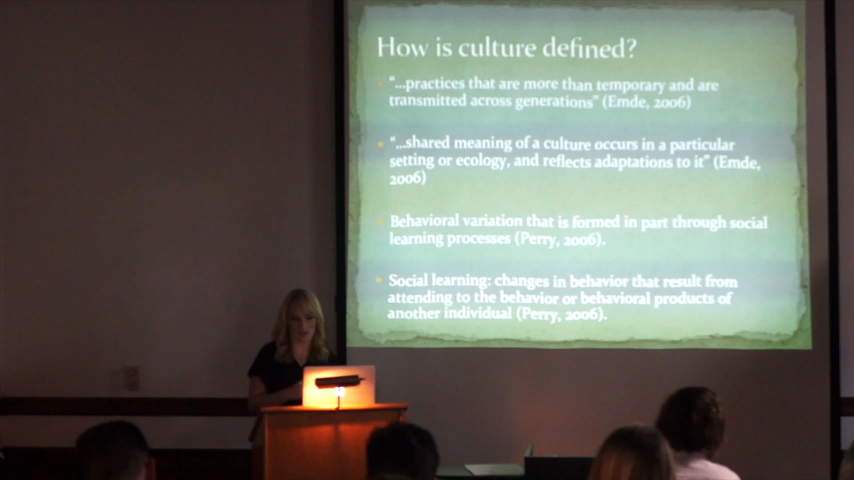 How is culture defined?
"...practices that are more than temporary and are
transmitted across generations" (Emde, 2006)
"...shared meaning of a culture occurs in a particular
setting or ecology, and reflects adaptations to it" (Emde,
2006)
Behavioral variation that is formed in part through social
learning processes (Perry, 2006).
Social learning: changes in behavior that result from
attending to the behavior or behavioral products of
another individual (Perry, 2006).